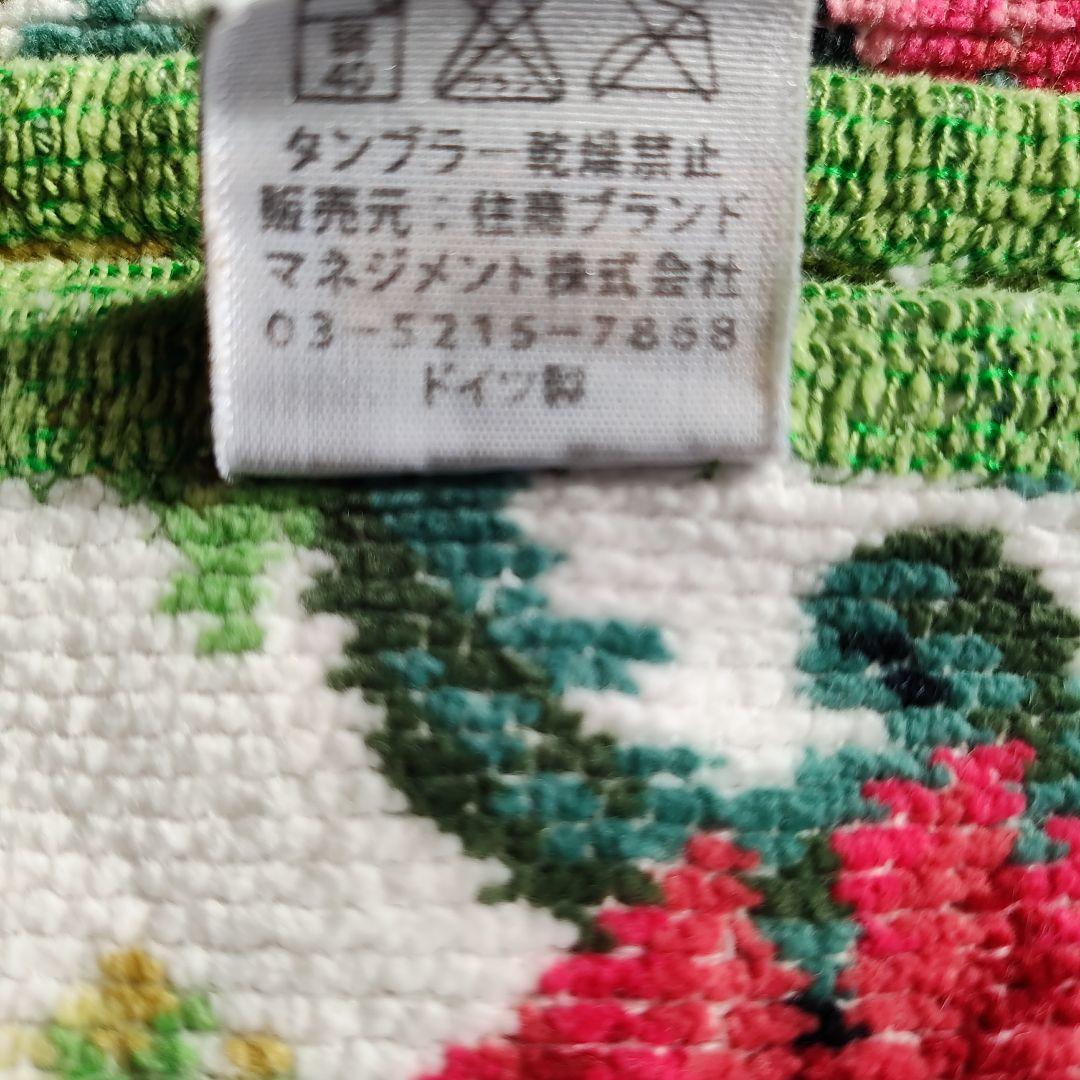 40
タンブラー乾燥禁止
販売元：住商ブランド
マネジメント株式会社
03-5215-7868
ドイツ製